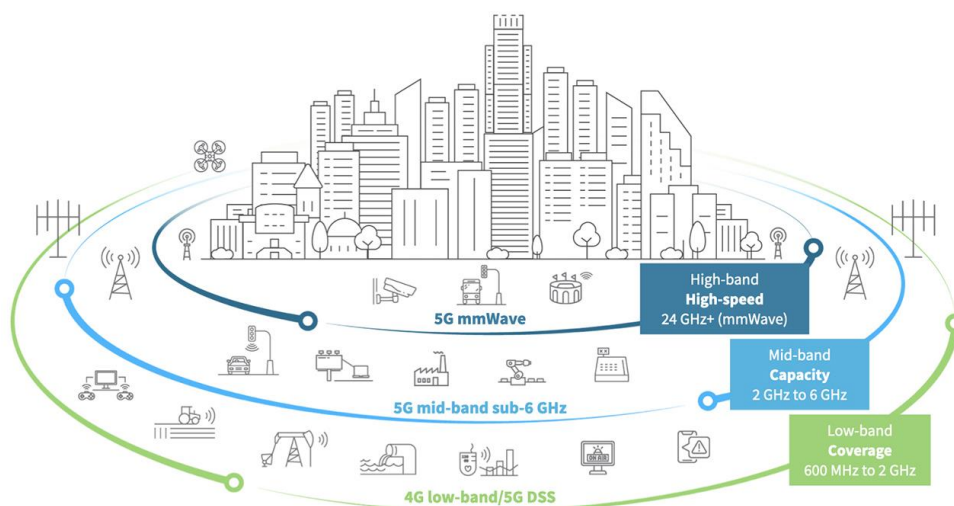 High-band
High-speed
24 GHz+ (mmWave)
5G mmWave
Mid-band
Capacity
2 GHz to 6 GHz
5G mid-band sub-6 GHz
Low-band
Coverage
600 MHz to 2 GHz
ON AIR
4G low-band/5G DSS